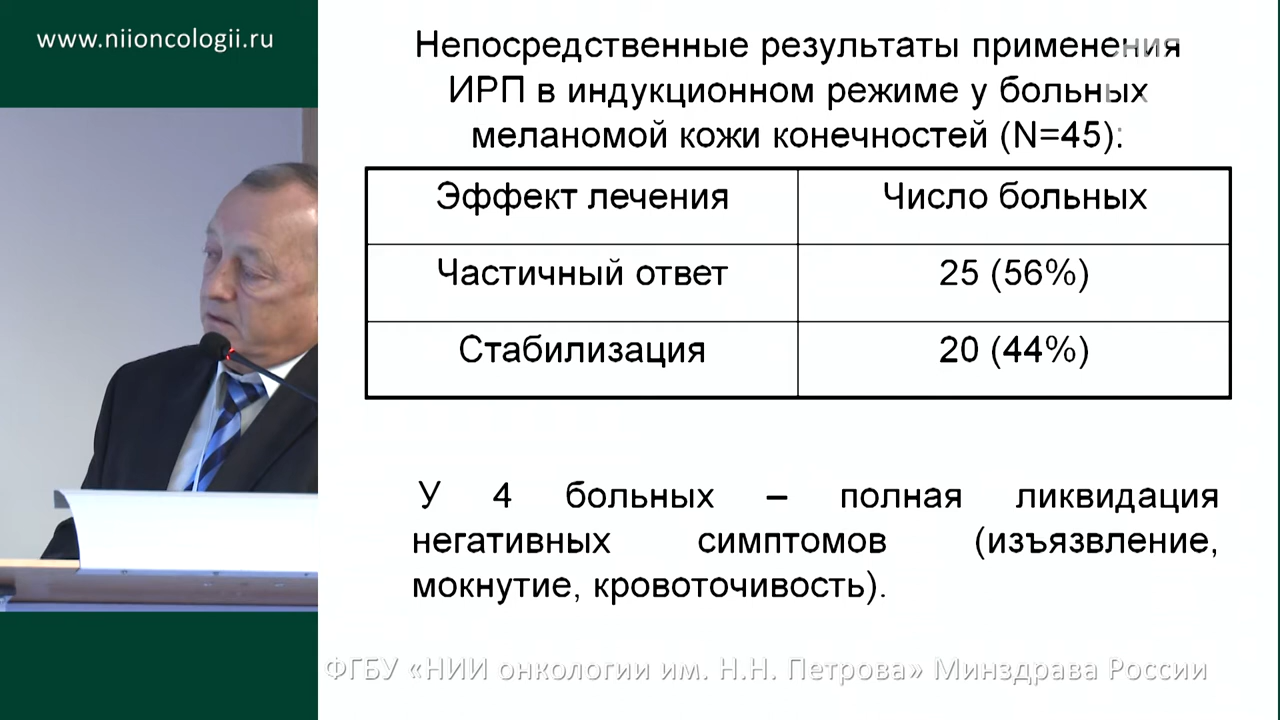 www.niioncologii.ru
Непосредственные результаты применения
ИРП в индукционном режиме у больных
меланомой кожи конечностей (N=45):
Эффект лечения
Число больных
Частичный ответ
25 (56%)
Стабилизация
20 (44%)
У 4 больных – полная ликвидация
негативных симптомов (изъязвление,
мокнутие, кровоточивость).
ФГБУ «НИИ онкологии им. Н.Н. Петрова» Минздрава России